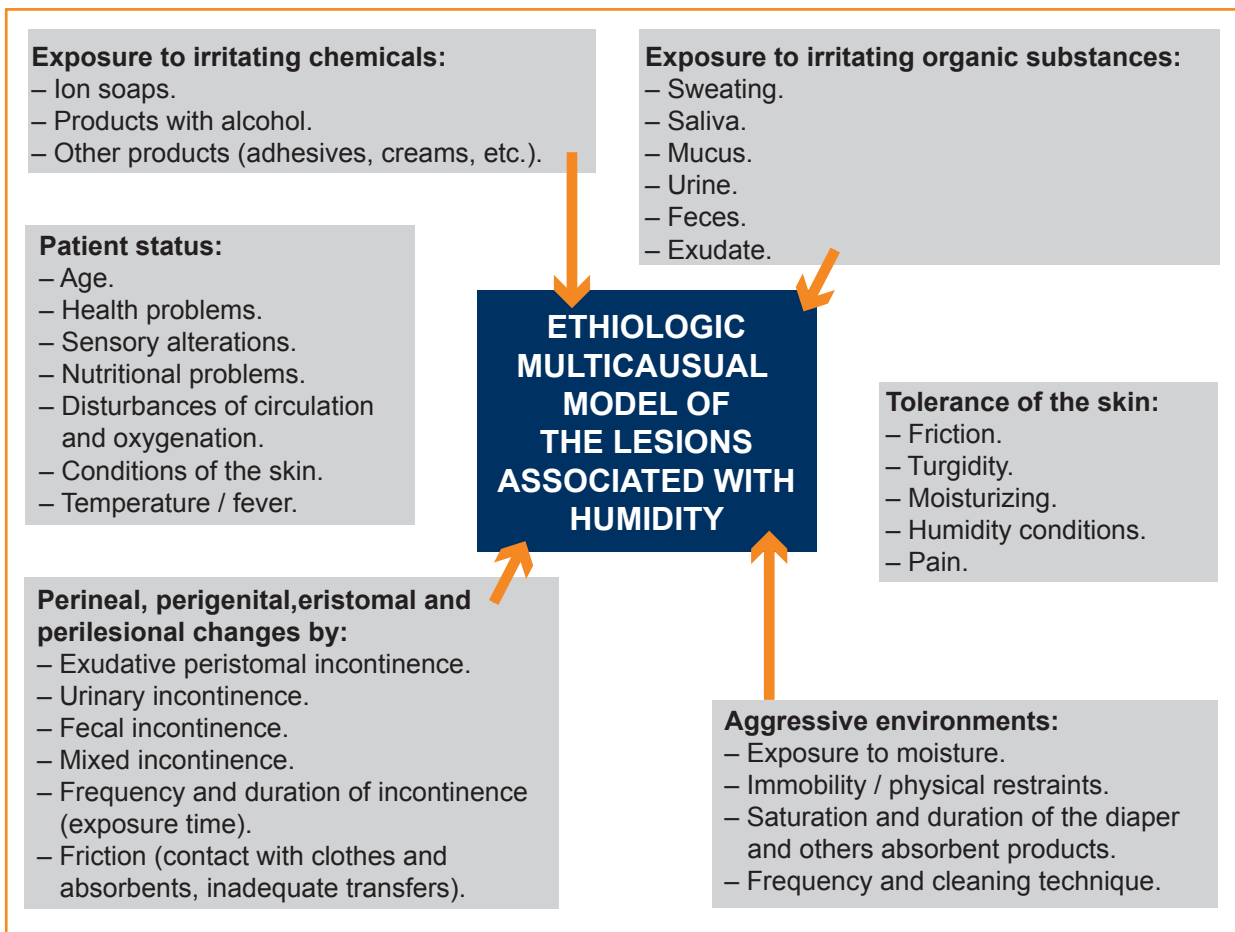 Exposure to irritating chemicals:
– Ion soaps.
– Products with alcohol.
– Other products (adhesives, creams, etc.).
Exposure to irritating organic substances:
– Sweating.
– Saliva.
– Mucus.
– Urine.
– Feces.
– Exudate.
Patient status:
– Age.
– Health problems.
– Sensory alterations.
– Nutritional problems.
– Disturbances of circulation
and oxygenation.
– Conditions of the skin.
– Temperature / fever.
ETHIOLOGIC
MULTICAUSUAL
MODEL OF
THE LESIONS
ASSOCIATED WITH
HUMIDITY
Tolerance of the skin:
– Friction.
– Turgidity.
– Moisturizing.
– Humidity conditions.
– Pain.
Perineal, perigenital,eristomal and
perilesional changes by:
– Exudative peristomal incontinence.
– Urinary incontinence.
– Fecal incontinence.
– Mixed incontinence.
– Frequency and duration of incontinence
(exposure time).
– Friction (contact with clothes and
absorbents, inadequate transfers).
Aggressive environments:
– Exposure to moisture.
– Immobility / physical restraints.
– Saturation and duration of the diaper
and others absorbent products.
– Frequency and cleaning technique.